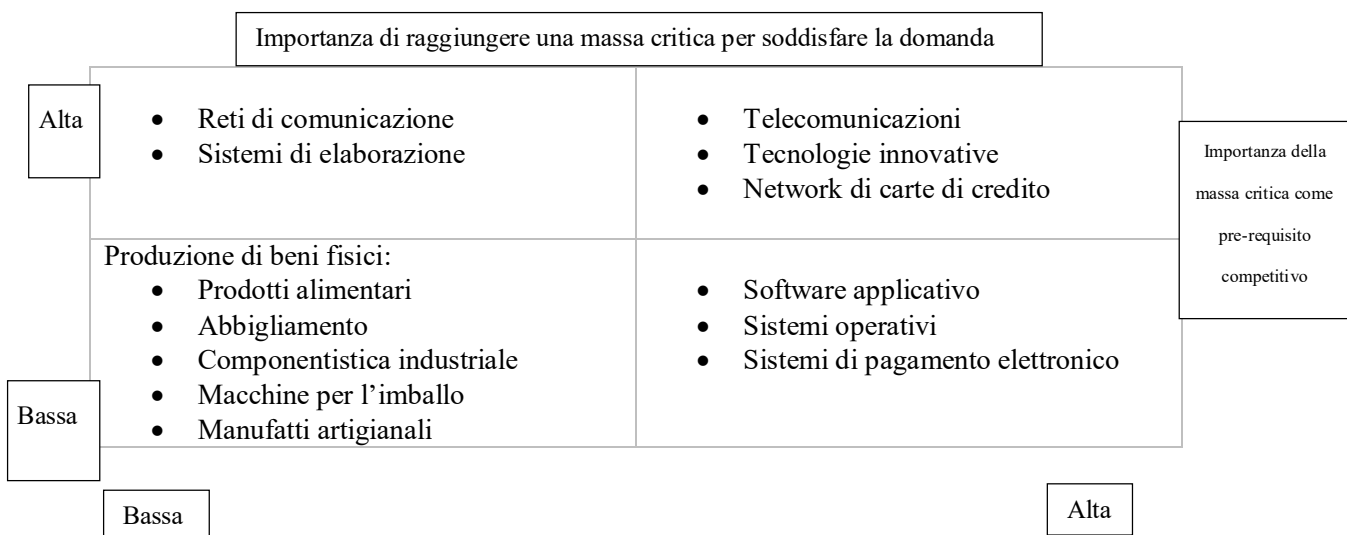 Importanza di raggiungere una massa critica per soddisfare la domanda
Alta
• Reti di comunicazione
• Sistemi di elaborazione
• Telecomunicazioni
• Tecnologie innovative
• Network di carte di credito
Importanza della
massa critica come
pre-requisito
competitivo
Produzione di beni fisici:
• Prodotti alimentari
• Abbigliamento
• Componentistica industriale
• Macchine per l’imballo
• Manufatti artigianali
• Software applicativo
• Sistemi operativi
• Sistemi di pagamento elettronico
Bassa
Bassa
Alta